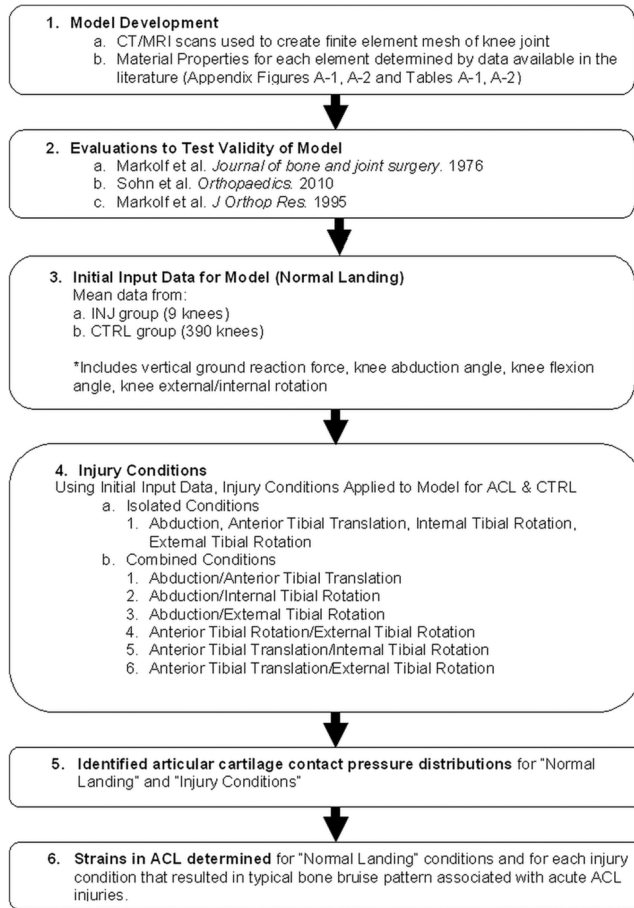 1. Model Development
a. CT/MRI scans used to create finite element mesh of knee joint
b. Material Properties for each element determined by data available in the
literature (Appendix Figures A-1, A-2 and Tables A-1, A-2)
2. Evaluations to Test Validity of Model
a. Markolf et al. Journal of bone and joint surgery. 1976
b. Sohn et al. Orthopaedics. 2010
c. Markolf et al. J Orthop Res. 1995
3. Initial Input Data for Model (Normal Landing)
Mean data from:
a. INJ group (9 knees)
b. CTRL group (390 knees)
*Includes vertical ground reaction force, knee abduction angle, knee flexion
angle, knee external/internal rotation
4. Injury Conditions
Using Initial Input Data, Injury Conditions Applied to Model for ACL & CTRL
a. Isolated Conditions
1. Abduction, Anterior Tibial Translation, Internal Tibial Rotation,
External Tibial Rotation
b. Combined Conditions
1. Abduction/Anterior Tibial Translation
2. Abduction/Internal Tibial Rotation
3. Abduction/External Tibial Rotation
4. Anterior Tibial Rotation/External Tibial Rotation
5. Anterior Tibial Translation/Internal Tibial Rotation
6. Anterior Tibial Translation/External Tibial Rotation
5. Identified articular cartilage contact pressure distributions for "Normal
Landing" and "Injury Conditions"
6. Strains in ACL determined for "Normal Landing" conditions and for each injury
condition that resulted in typical bone bruise pattern associated with acute ACL
injuries.